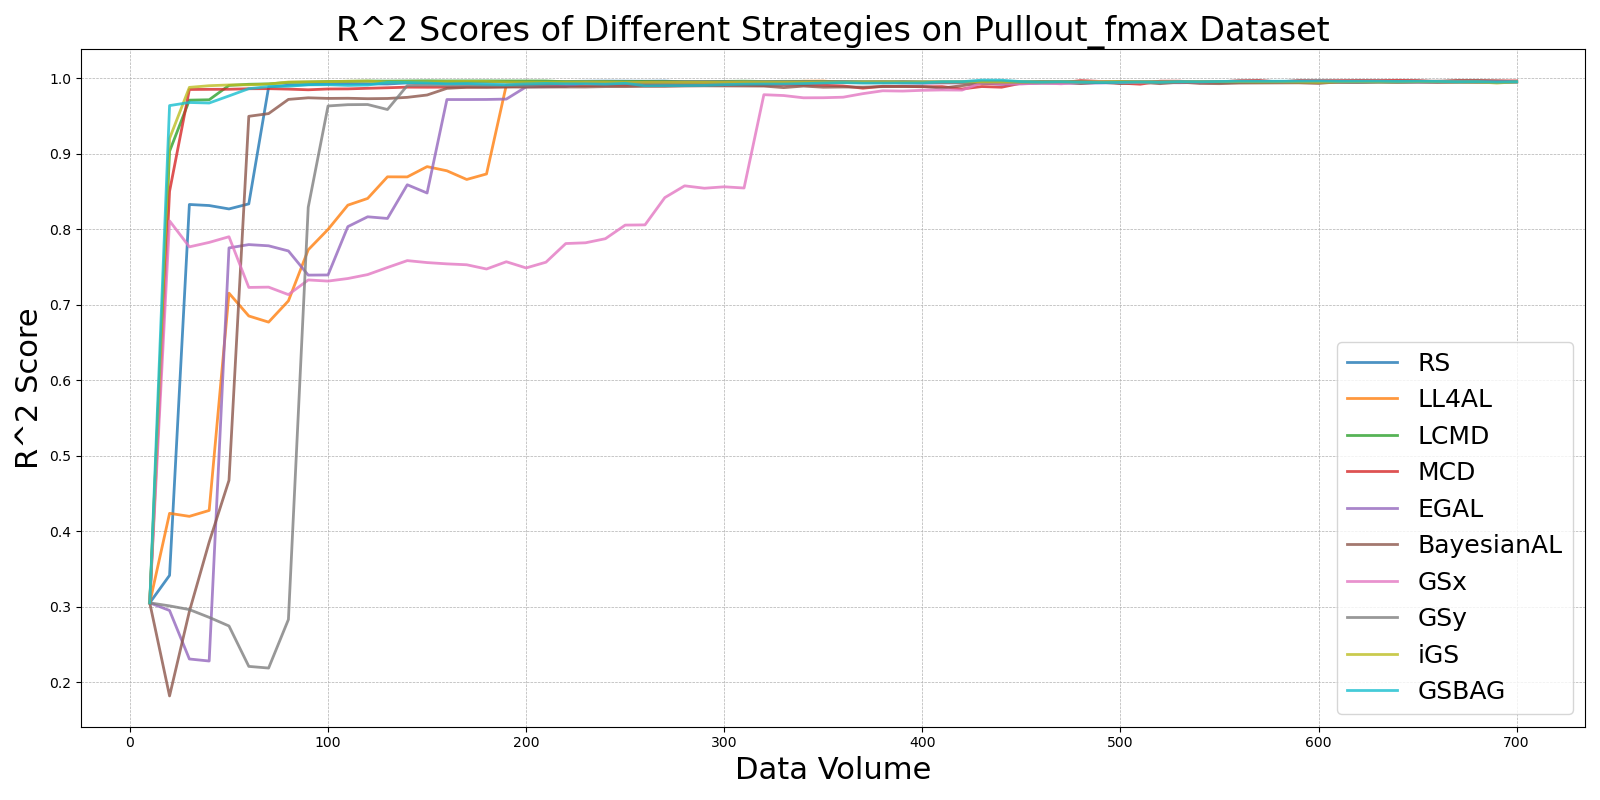 R^2 Scores of Different Strategies on Pullout_fmax Dataset
R^2 Score
1.0
0.9
0.8
0.7
0.6
0.5
0.4
0.3
0.2
RS
LL4AL
LCMD
MCD
EGAL
BayesianAL
GSx
GSy
iGS
GSBAG
0 100 200 300 400 500 600 700
Data Volume